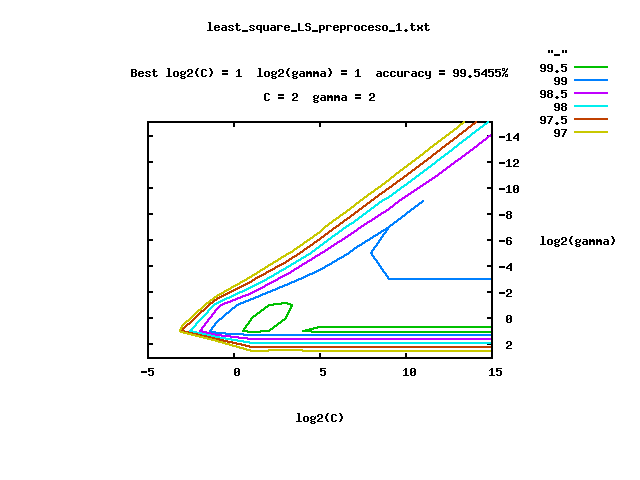 least_square_LS_preproceso_1.txt
"-"
Best log2(C) = 1  log2(gamma) = 1  accuracy = 99.5455%
C = 2  gamma = 2
99.5
99
98.5
98
97.5
97
-14
-12
-10
-8
-6
-4
-2
0
2
log2(gamma)
-5 0 5 10 15
log2(C)